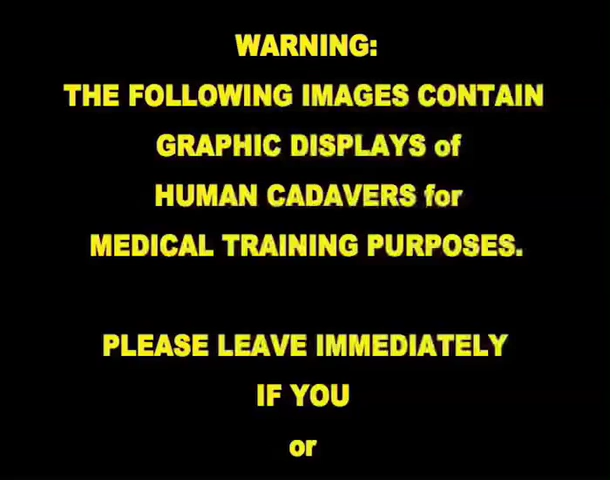 WARNING:
THE FOLLOWING IMAGES CONTAIN
GRAPHIC DISPLAYS of
HUMAN CADAVERS for
MEDICAL TRAINING PURPOSES.
PLEASE LEAVE IMMEDIATELY
IF YOU
or